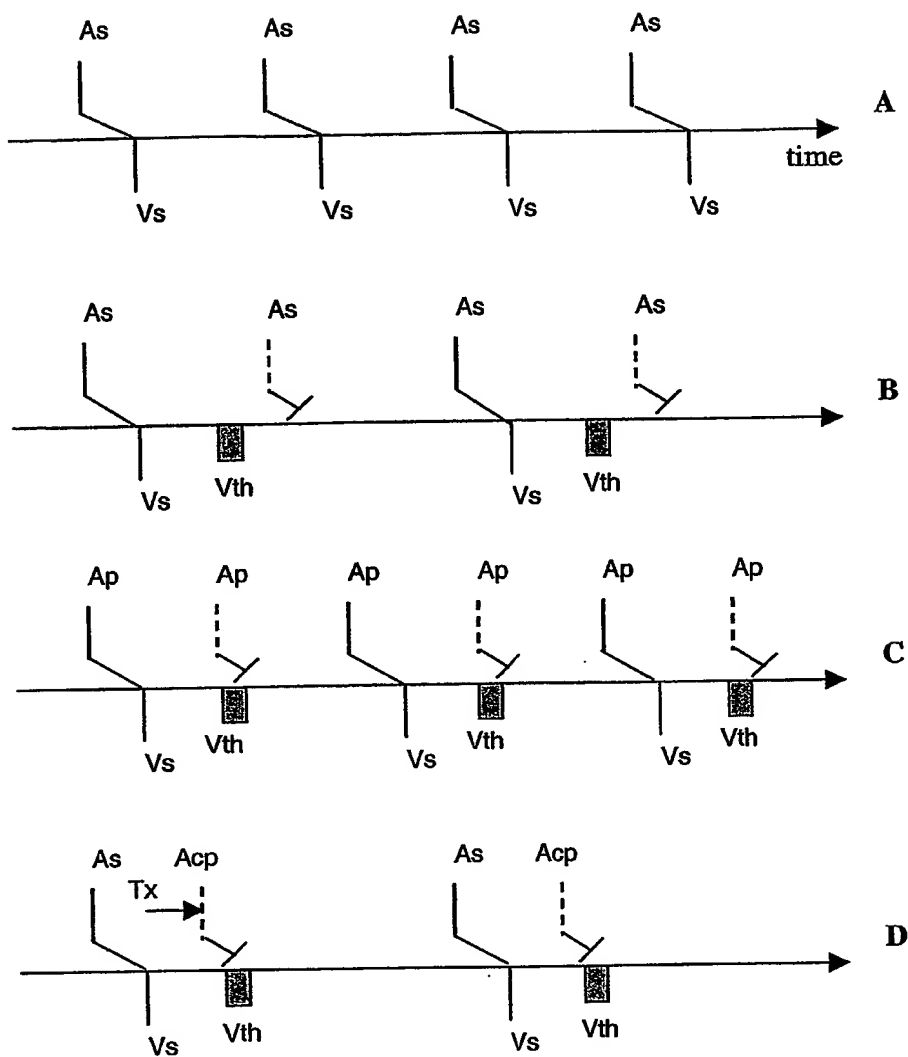 As As As As
A
time
Vs Vs Vs Vs
As As As As
B
Vs Vth Vs Vth
Ap Ap Ap Ap Ap Ap
C
Vs Vth Vs Vth Vs Vth
As Acp As Acp
Tx
D
Vs Vth Vs Vth